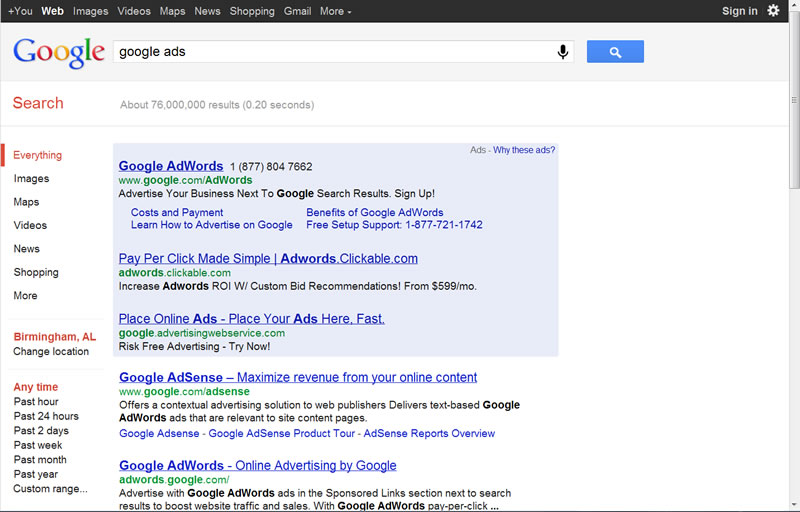 +You Web Images Videos Maps News Shopping Gmail More Sign in
Google google ads
Search About 76,000,000 results (0.20 seconds)
Everything
Images
Maps
Videos
News
Shopping
More
Birmingham, AL
Change location
Any time
Past hour
Past 24 hours
Past 2 days
Past week
Past month
Past year
Custom range...
Ads - Why these ads?
Google AdWords 1 (877) 804 7662
www.google.com/AdWords
Advertise Your Business Next To Google Search Results. Sign Up!
Costs and Payment Benefits of Google AdWords
Learn How to Advertise on Google Free Setup Support: 1-877-721-1742
Pay Per Click Made Simple | Adwords.Clickable.com
adwords.clickable.com
Increase Adwords ROI W/ Custom Bid Recommendations! From $599/mo.
Place Online Ads - Place Your Ads Here, Fast.
google.advertisingwebservice.com
Risk Free Advertising - Try Now!
Google AdSense – Maximize revenue from your online content
www.google.com/adsense
Offers a contextual advertising solution to web publishers Delivers text-based Google
AdWords ads that are relevant to site content pages.
Google Adsense - Google AdSense Product Tour - AdSense Reports Overview
Google AdWords - Online Advertising by Google
adwords.google.com/
Advertise with Google AdWords ads in the Sponsored Links section next to search
results to boost website traffic and sales. With Google AdWords pay-per-click ...